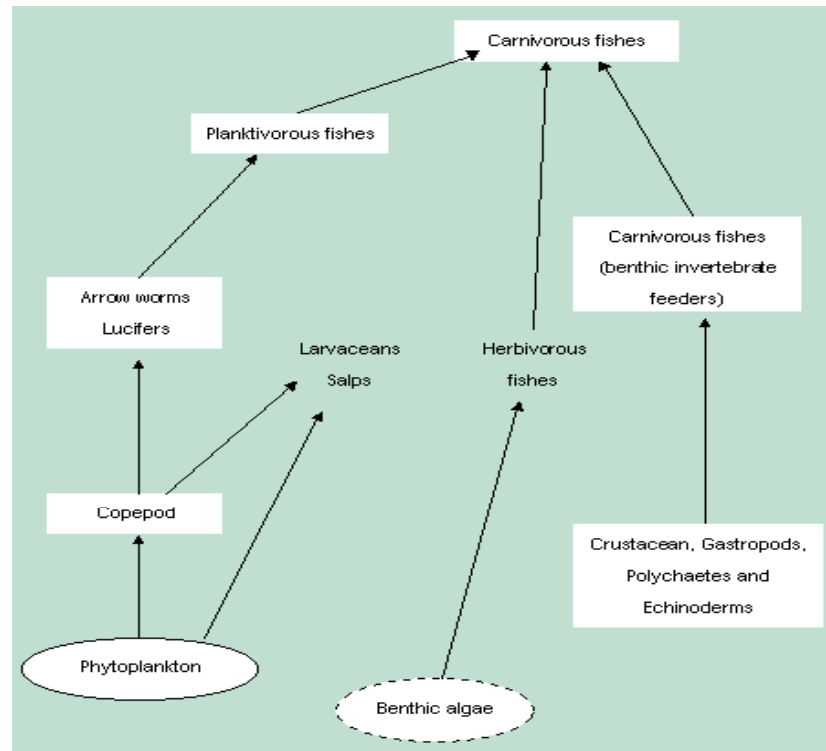 Carnivorous fishes
Planktivorous fishes
Carnivorous fishes
(benthic invertebrate
feeders)
Arrow worms
Lucifers
Larvaceans
Salps
Herbivorous
fishes
Copepod
Crustacean, Gastropods,
Polychaetes and
Echinoderms
Phytoplankton
Benthic algae